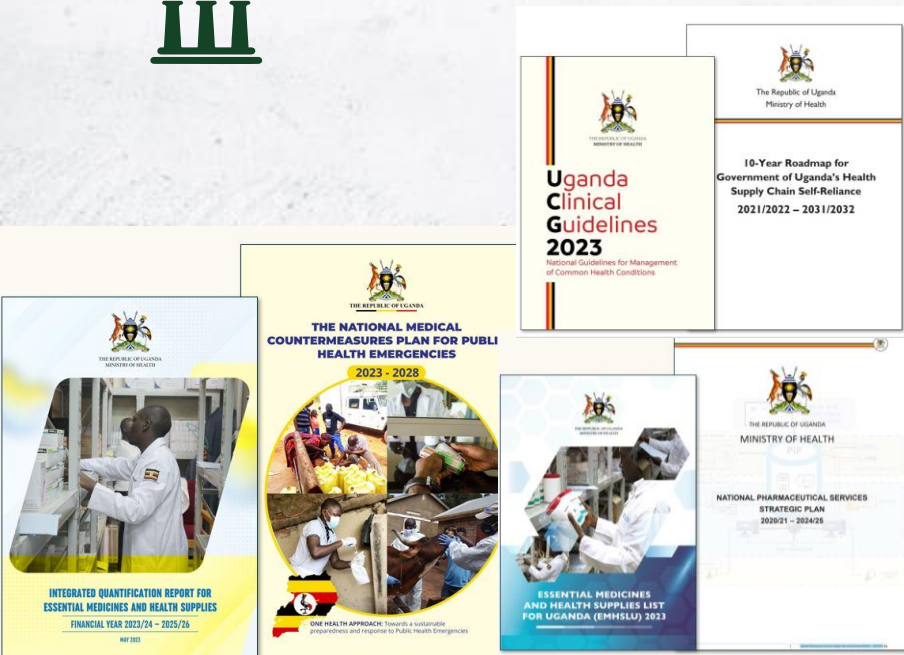 THE REPUBLIC OF UGANDA
MINISTRY OF HEALTH
Uganda
Clinical
Guidelines
2023
National Guidelines for Management
of Common Health Conditions
The Republic of Uganda
Ministry of Health
10-Year Roadmap for
Government of Uganda's Health
Supply Chain Self-Reliance
2021/2022 – 2031/2032
THE REPUBLIC OF UGANDA
MINISTRY OF HEALTH
INTEGRATED QUANTIFICATION REPORT FOR
ESSENTIAL MEDICINES AND HEALTH SUPPLIES
FINANCIAL YEAR 2023/24 – 2025/26
MAY 2023
THE REPUBLIC OF UGANDA
THE NATIONAL MEDICAL
COUNTERMEASURES PLAN FOR PUBLI
HEALTH EMERGENCIES
2023 - 2028
ONE HEALTH APPROACH: Towards a sustainable
preparedness and response to Public Health Emergencies
THE REPUBLIC OF UGANDA
MINISTRY OF HEALTH
ESSENTIAL MEDICINES
AND HEALTH SUPPLIES LIST
FOR UGANDA (EMHSLU) 2023
THE REPUBLIC OF UGANDA
MINISTRY OF HEALTH
PIP
NATIONAL PHARMACEUTICAL SERVICES
STRATEGIC PLAN
2020/21 – 2024/25